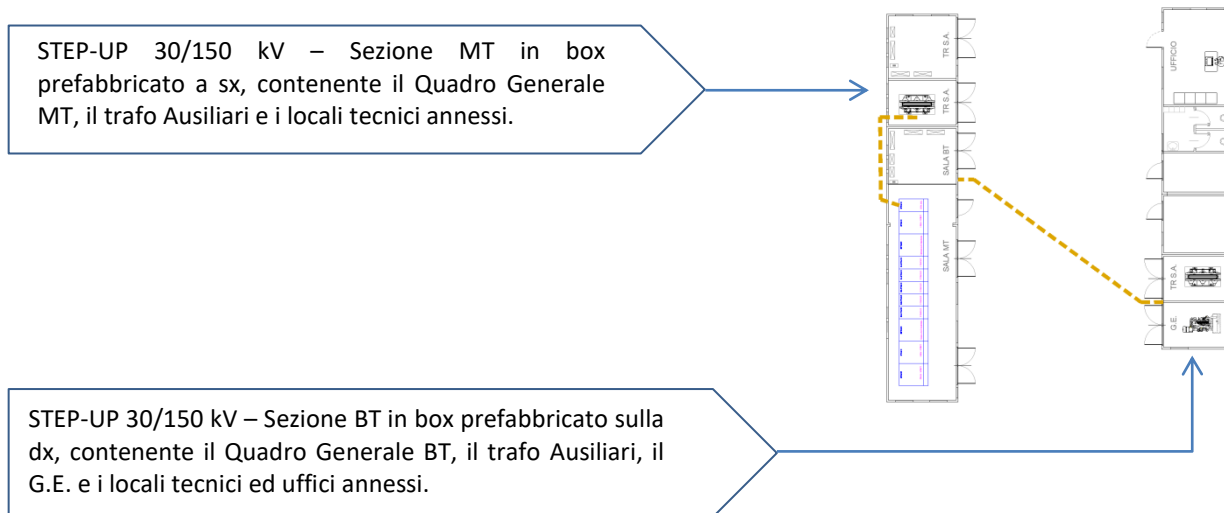 STEP-UP 30/150 kV – Sezione MT in box
prefabbricato a sx, contenente il Quadro Generale
MT, il trafo Ausiliari e i locali tecnici annessi.
TR S.A.
TR S.A.
SALA BT
SALA MT
UFFICIO
TR S.A.
G.E.
STEP-UP 30/150 kV – Sezione BT in box prefabbricato sulla
dx, contenente il Quadro Generale BT, il trafo Ausiliari, il
G.E. e i locali tecnici ed uffici annessi.